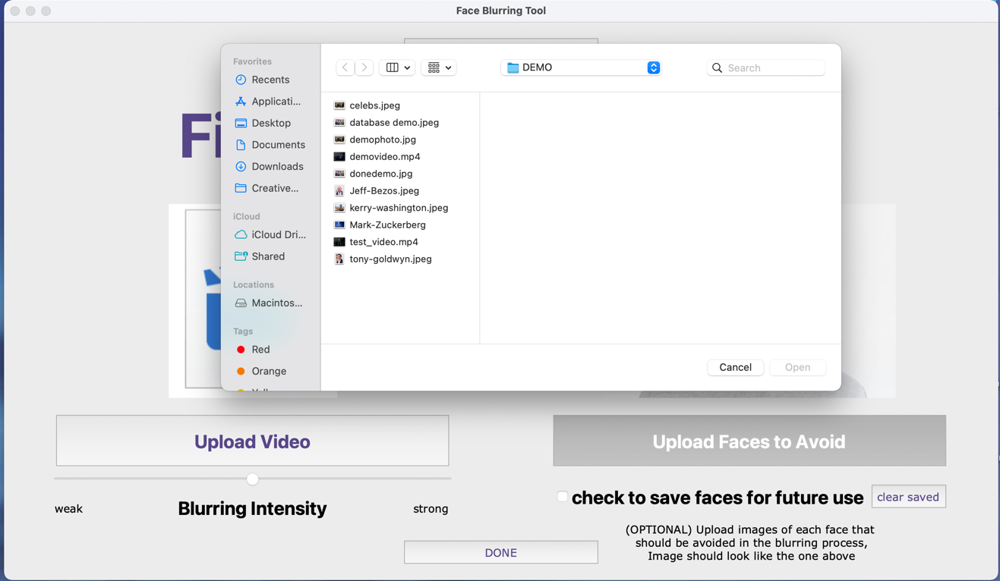 Face Blurring Tool
Favorites
Recents
Applicati...
Desktop
Documents
Downloads
Creative...
iCloud
iCloud Dri...
Shared
Locations
Macintos...
Tags
Red
Orange
DEMO
Search
celebs.jpeg
database demo.jpeg
demophoto.jpg
demovideo.mp4
donedemo.jpg
Jeff-Bezos.jpeg
kerry-washington.jpeg
Mark-Zuckerberg
test_video.mp4
tony-goldwyn.jpeg
Cancel
Open
Fi
Upload Video
Upload Faces to Avoid
weak
Blurring Intensity
strong
check to save faces for future use
clear saved
(OPTIONAL) Upload images of each face that
should be avoided in the blurring process,
Image should look like the one above
DONE